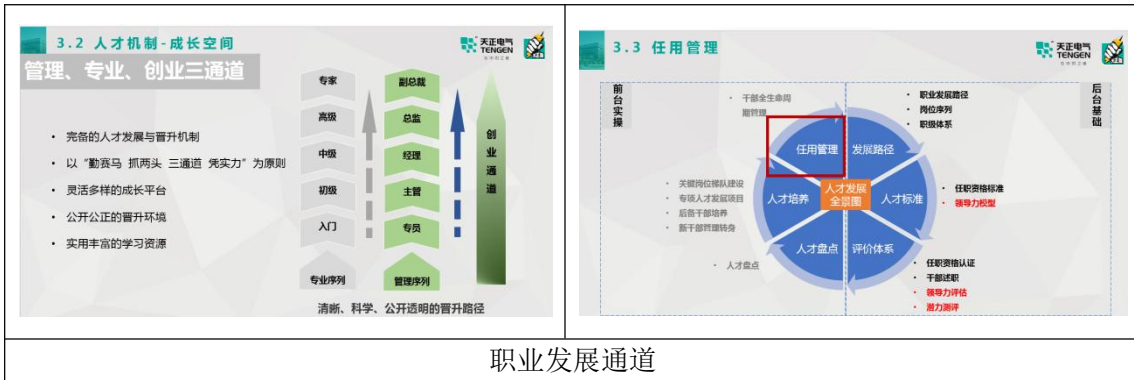 3.2 人才机制-成长空间
天正电气
TENGEN
管理、专业、创业三通道
• 完备的人才发展与晋升机制
• 以“勤赛马 抓两头 三通道 凭实力”为原则
• 灵活多样的成长平台
• 公开公正的晋升环境
• 实用丰富的学习资源
专家
高级
中级
初级
入门
专业序列
副总裁
总监
经理
主管
专员
管理序列
创业通道
清晰、科学、公开透明的晋升路径
3.3 任用管理
天正电气
TENGEN
前台实操
后台基础
• 干部全生命周
期管理
• 职业发展路径
• 岗位序列
• 职级体系
任用管理
发展路径
• 关键岗位梯队建设
• 专项人才发展项目
• 后备干部培养
• 新干部管理转身
人才培养
人才发展
全景图
人才标准
• 任职资格标准
• 领导力模型
人才盘点
评价体系
• 人才盘点
• 任职资格认证
• 干部述职
• 领导力评估
• 潜力测评
职业发展通道